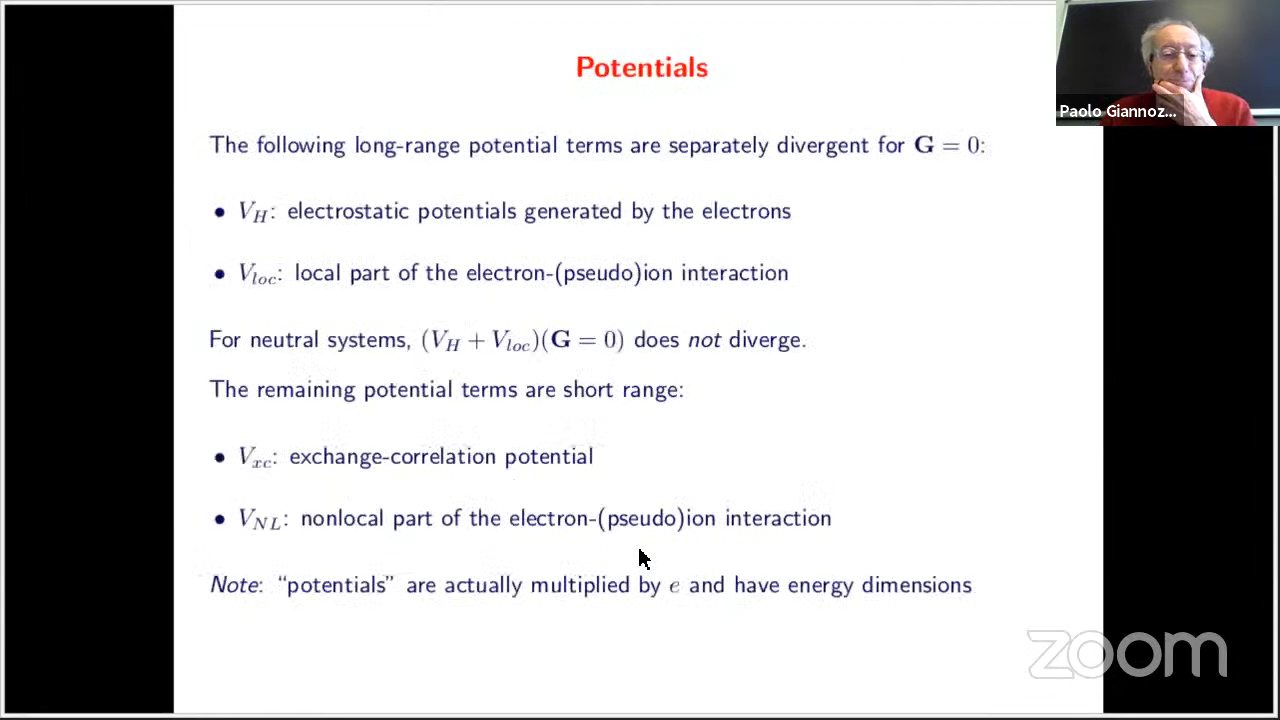 Potentials
Paolo Giannoz...
The following long-range potential terms are separately divergent for G = 0:
• V_H: electrostatic potentials generated by the electrons
• V_loc: local part of the electron-(pseudo)ion interaction
For neutral systems, (V_H + V_loc)(G = 0) does not diverge.
The remaining potential terms are short range:
• V_xc: exchange-correlation potential
• V_NL: nonlocal part of the electron-(pseudo)ion interaction
Note: “potentials” are actually multiplied by e and have energy dimensions
zoom